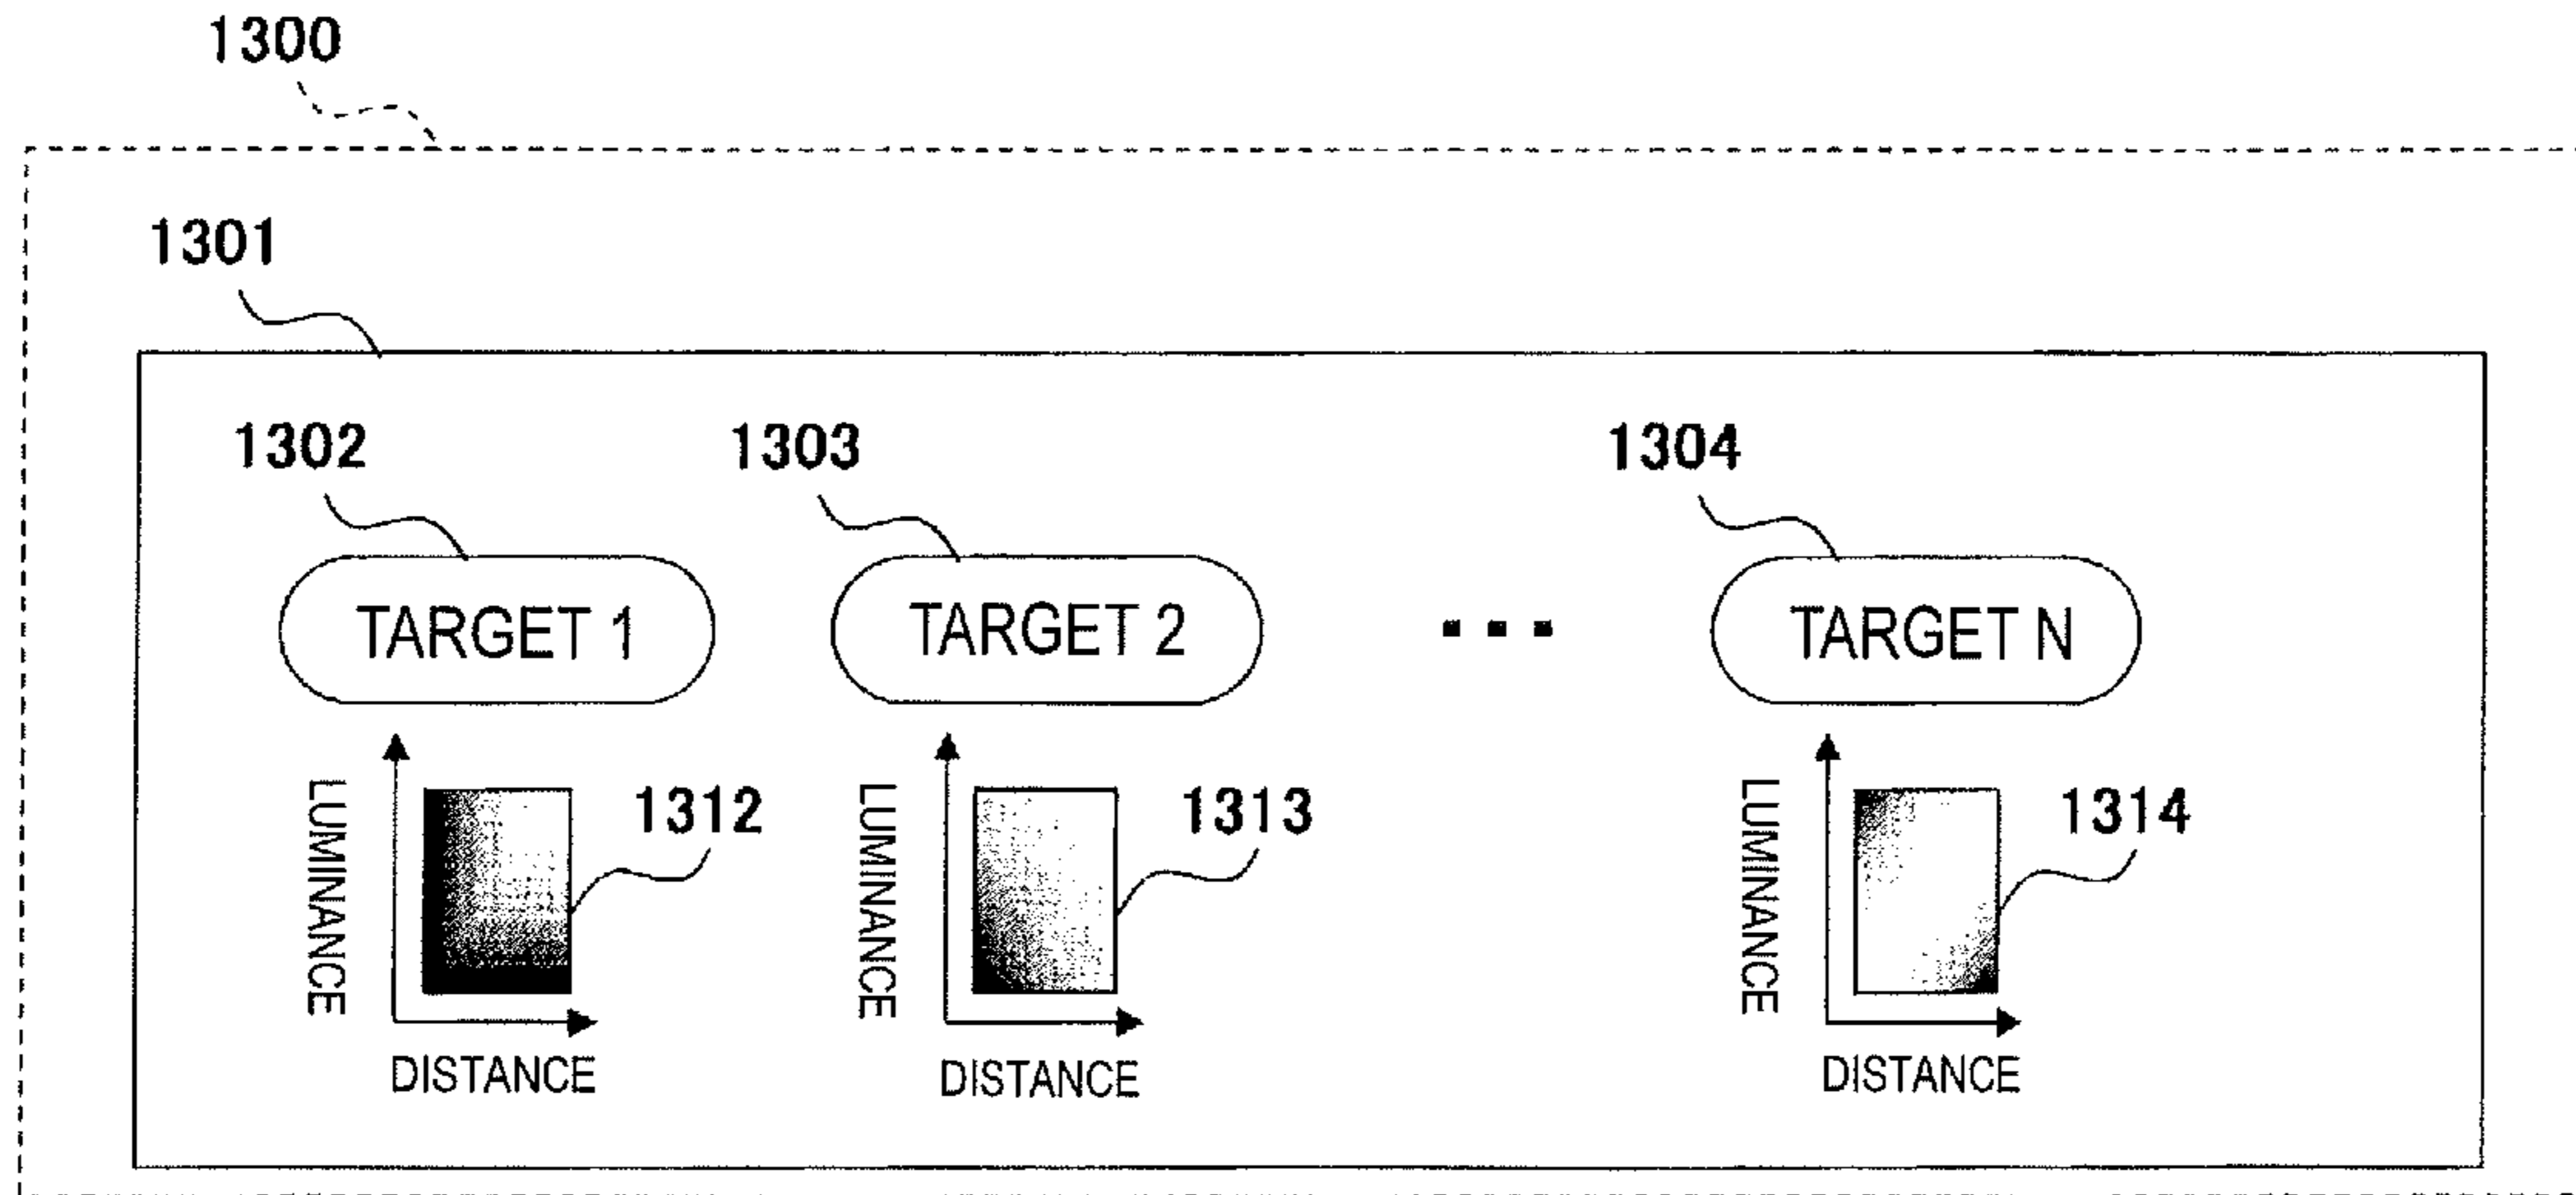 1300
1301
1302 1303 1304
TARGET 1 TARGET 2 ... TARGET N
LUMINANCE 1312 LUMINANCE 1313 LUMINANCE 1314
DISTANCE DISTANCE DISTANCE